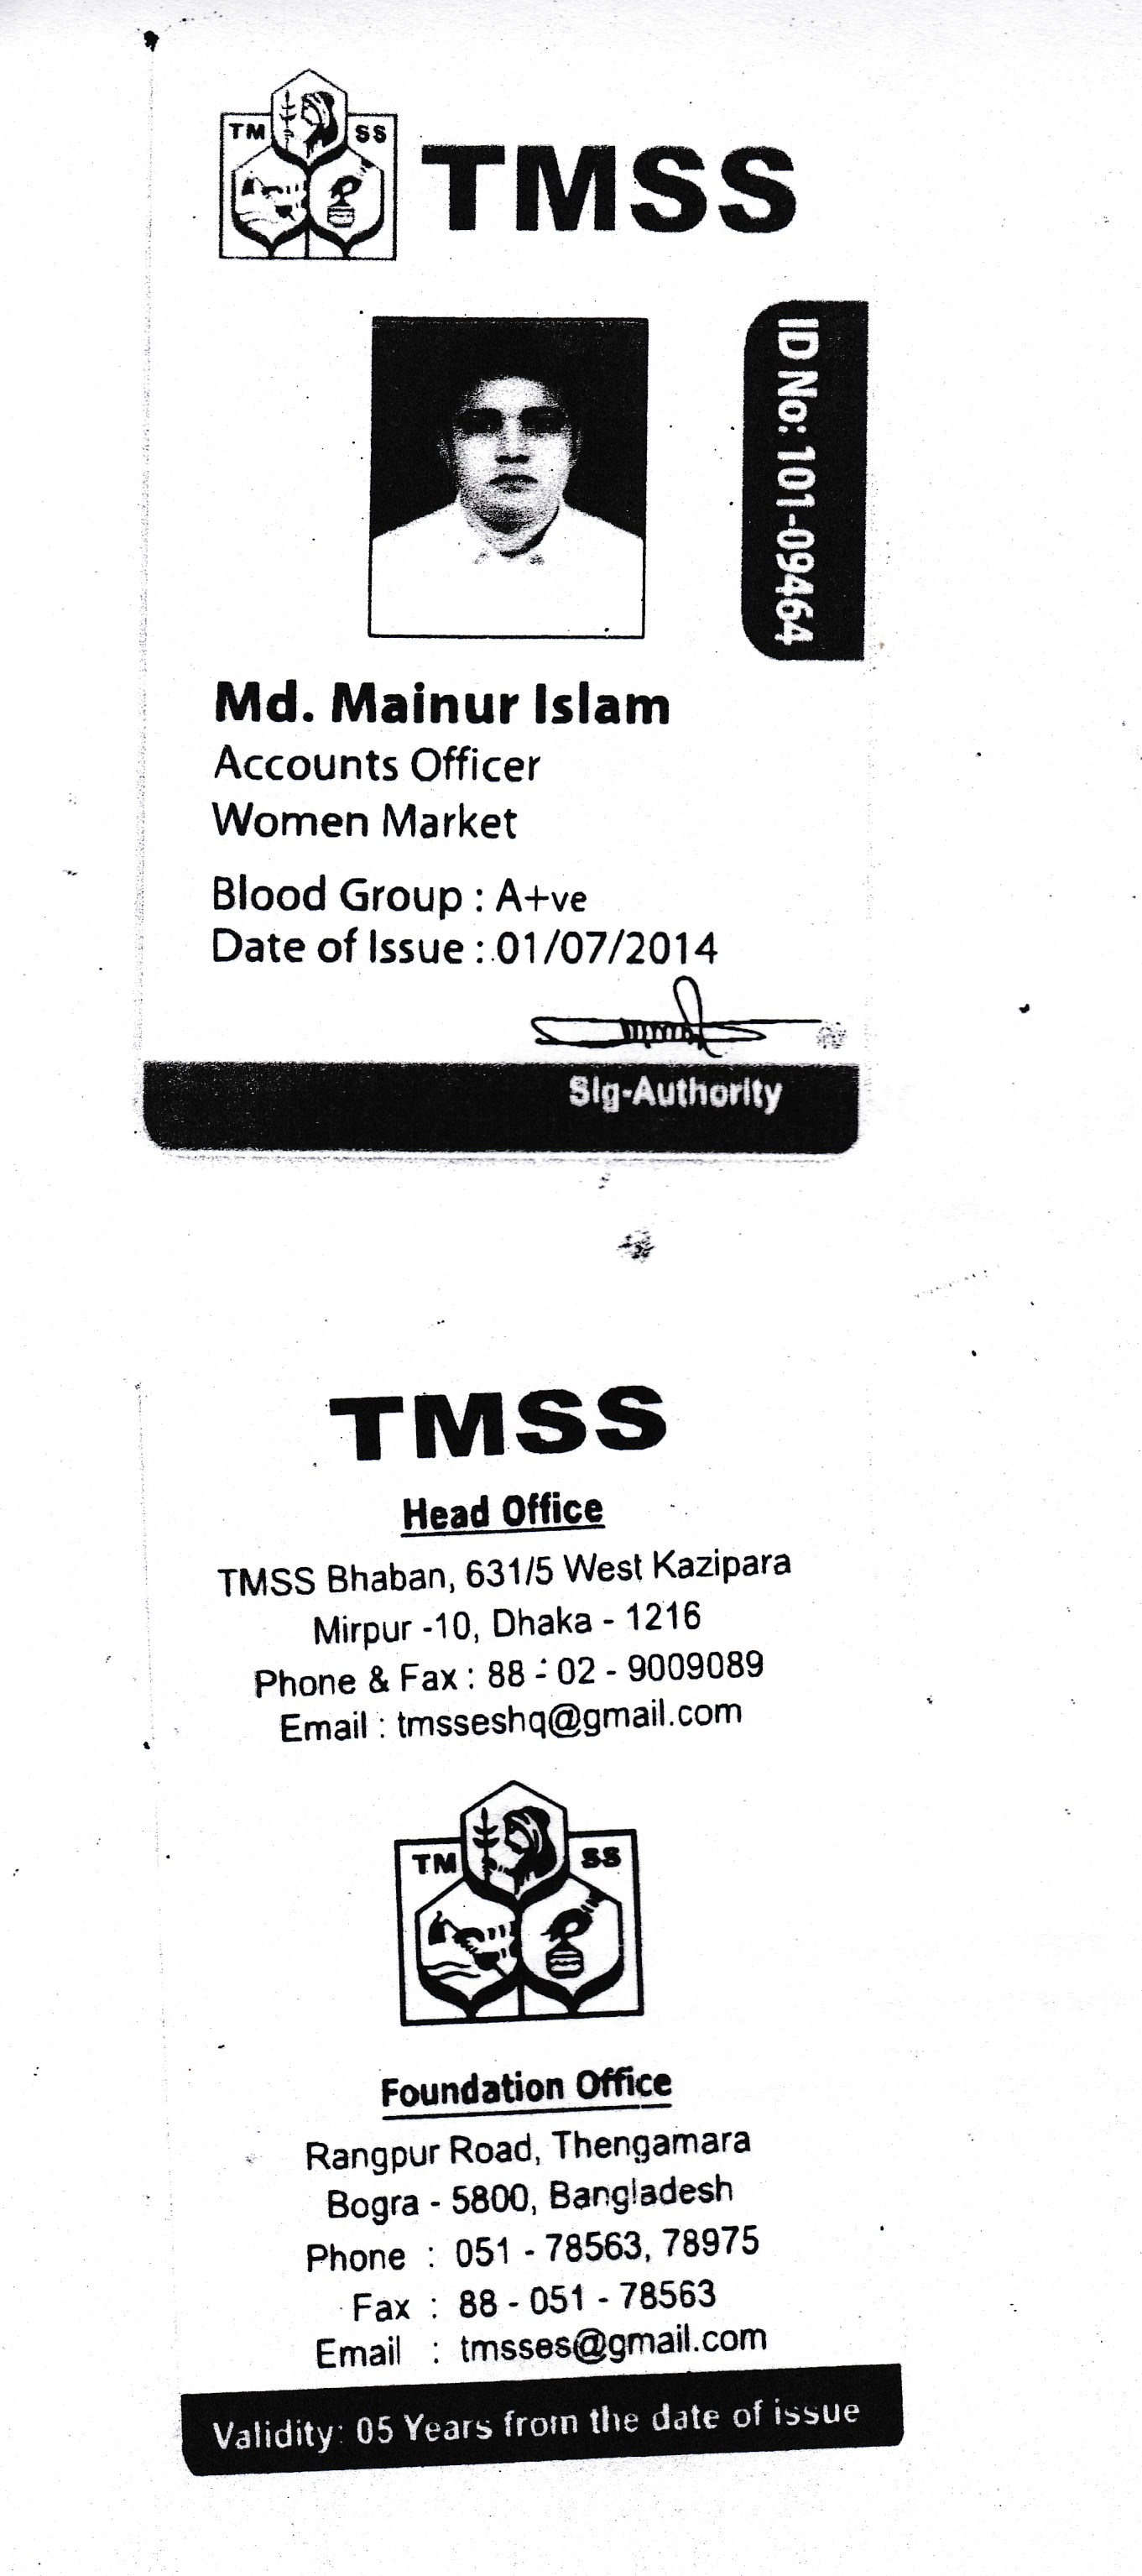 TM SS
TMSS
ID No: 101-09464
Md. Mainur Islam
Accounts Officer
Women Market
Blood Group : A+ve
Date of Issue : 01/07/2014
Sig-Authority
TMSS
Head Office
TMSS Bhaban, 631/5 West Kazipara
Mirpur -10, Dhaka - 1216
Phone & Fax : 88 - 02 - 9009089
Email : tmsseshq@gmail.com
TM SS
Foundation Office
Rangpur Road, Thengamara
Bogra - 5800, Bangladesh
Phone : 051 - 78563, 78975
Fax : 88 - 051 - 78563
Email : tmsses@gmail.com
Validity: 05 Years from the date of issue